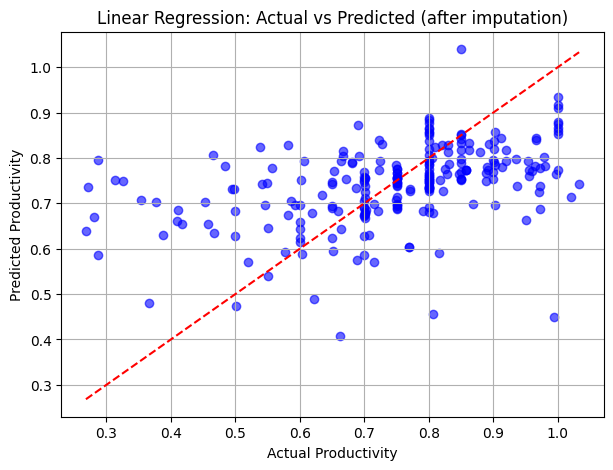 Linear Regression: Actual vs Predicted (after imputation)
Predicted Productivity
1.0
0.9
0.8
0.7
0.6
0.5
0.4
0.3
0.3 0.4 0.5 0.6 0.7 0.8 0.9 1.0
Actual Productivity